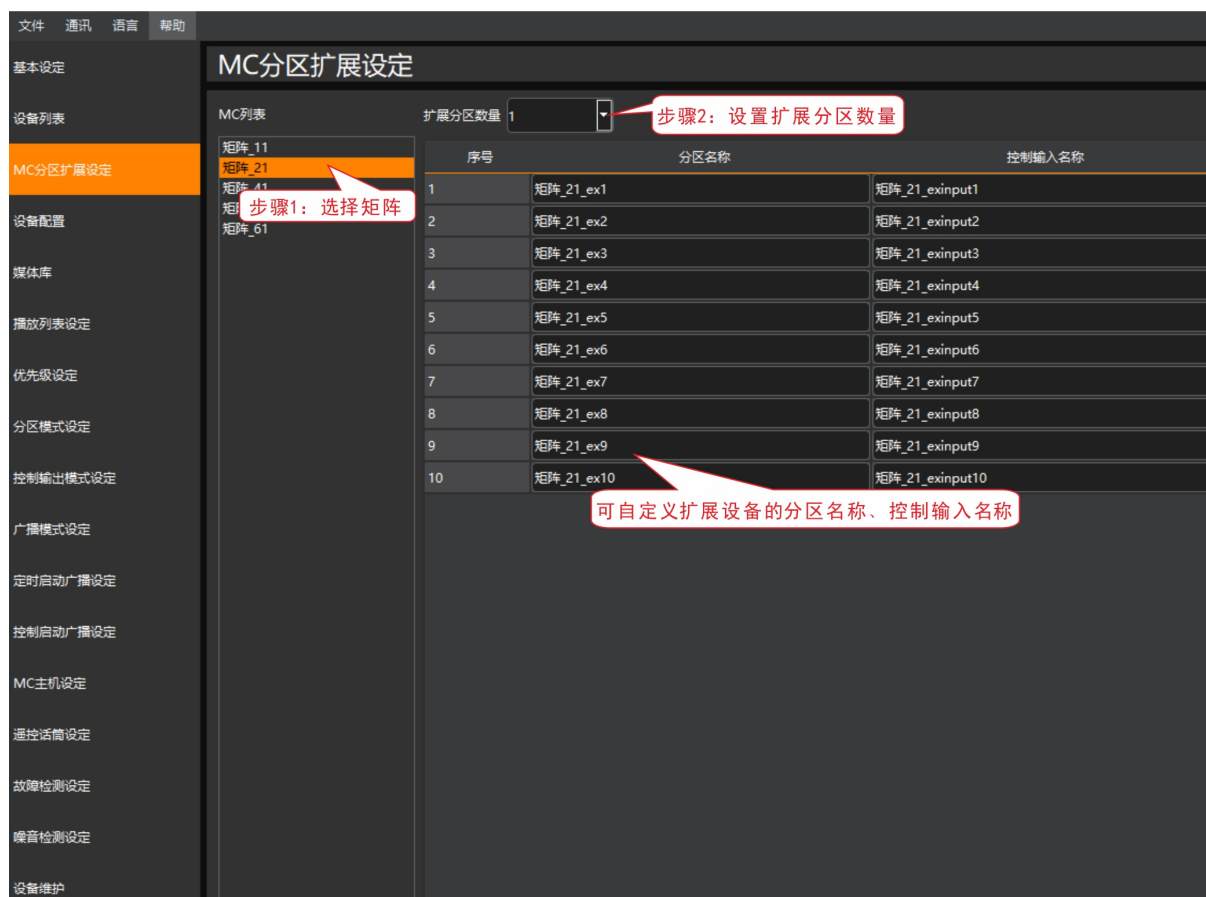 文件 通讯 语言 帮助
基本设定
设备列表
MC分区扩展设定
设备配置
媒体库
播放列表设定
优先级设定
分区模式设定
控制输出模式设定
广播模式设定
定时启动广播设定
控制启动广播设定
MC主机设定
遥控话筒设定
故障检测设定
噪音检测设定
设备维护
MC分区扩展设定
MC列表
矩阵_11
矩阵_21
矩阵_61
步骤1：选择矩阵
扩展分区数量 1
步骤2：设置扩展分区数量
序号 分区名称 控制输入名称
1 矩阵_21_ex1 矩阵_21_exinput1
2 矩阵_21_ex2 矩阵_21_exinput2
3 矩阵_21_ex3 矩阵_21_exinput3
4 矩阵_21_ex4 矩阵_21_exinput4
5 矩阵_21_ex5 矩阵_21_exinput5
6 矩阵_21_ex6 矩阵_21_exinput6
7 矩阵_21_ex7 矩阵_21_exinput7
8 矩阵_21_ex8 矩阵_21_exinput8
9 矩阵_21_ex9 矩阵_21_exinput9
10 矩阵_21_ex10 矩阵_21_exinput10
可自定义扩展设备的分区名称、控制输入名称